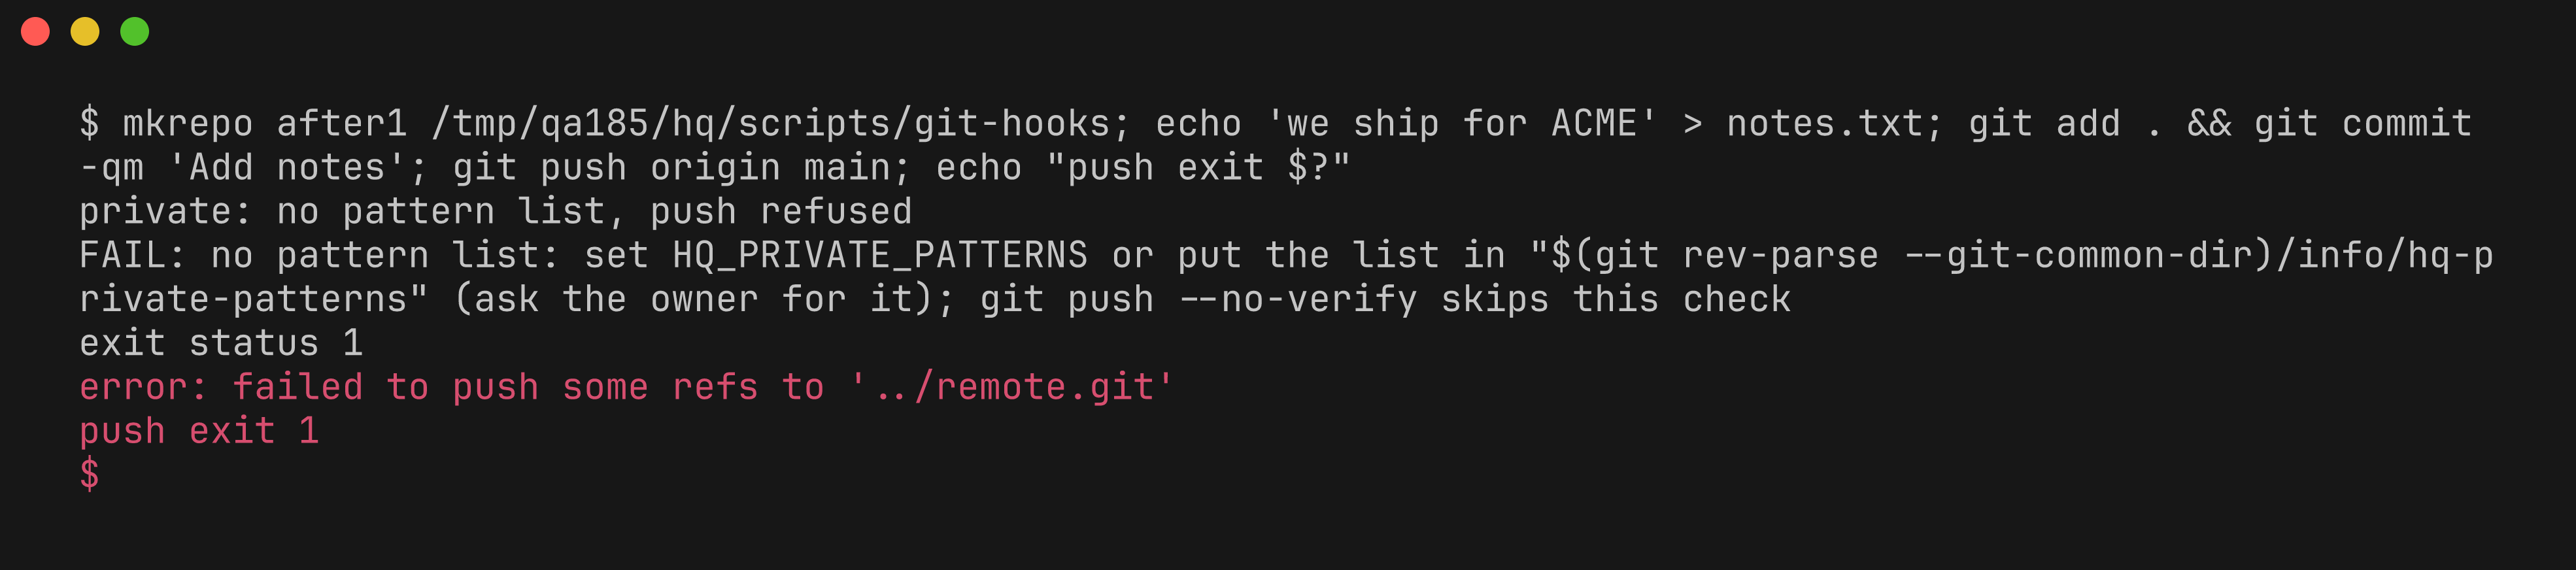 $ mkrepo after1 /tmp/qa185/hq/scripts/git-hooks; echo 'we ship for ACME' > notes.txt; git add . && git commit
-qm 'Add notes'; git push origin main; echo "push exit $?"
private: no pattern list, push refused
FAIL: no pattern list: set HQ_PRIVATE_PATTERNS or put the list in "$(git rev-parse --git-common-dir)/info/hq-p
rivate-patterns" (ask the owner for it); git push --no-verify skips this check
exit status 1
error: failed to push some refs to '../remote.git'
push exit 1
$